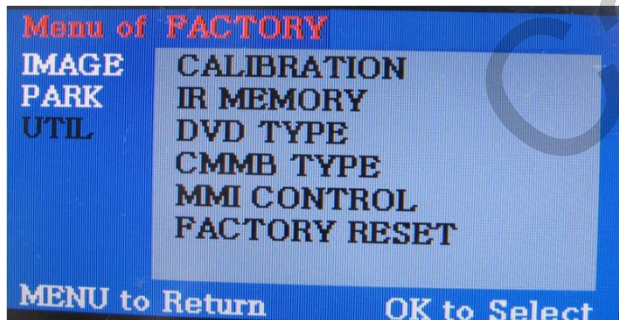 Menu of FACTORY
IMAGE
PARK
UTIL
CALIBRATION
IR MEMORY
DVD TYPE
CMMB TYPE
MMI CONTROL
FACTORY RESET
MENU to Return
OK to Select